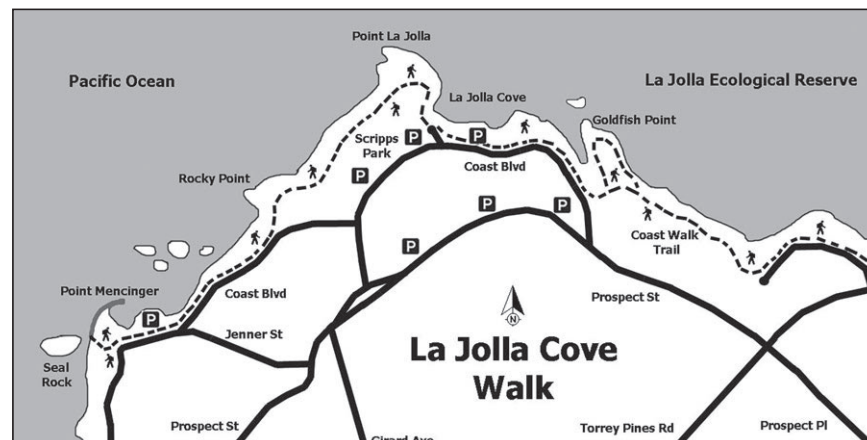 Point La Jolla
Pacific Ocean
La Jolla Ecological Reserve
La Jolla Cove
Goldfish Point
P
P
Scripps
Park
Coast Blvd
Rocky Point
P
P
P
P
Coast Walk
Trail
Point Mencinger
Coast Blvd
Prospect St
P
N
Jenner St
La Jolla Cove
Walk
Seal
Rock
Prospect St
Girard Ave
Torrey Pines Rd
Prospect Pl